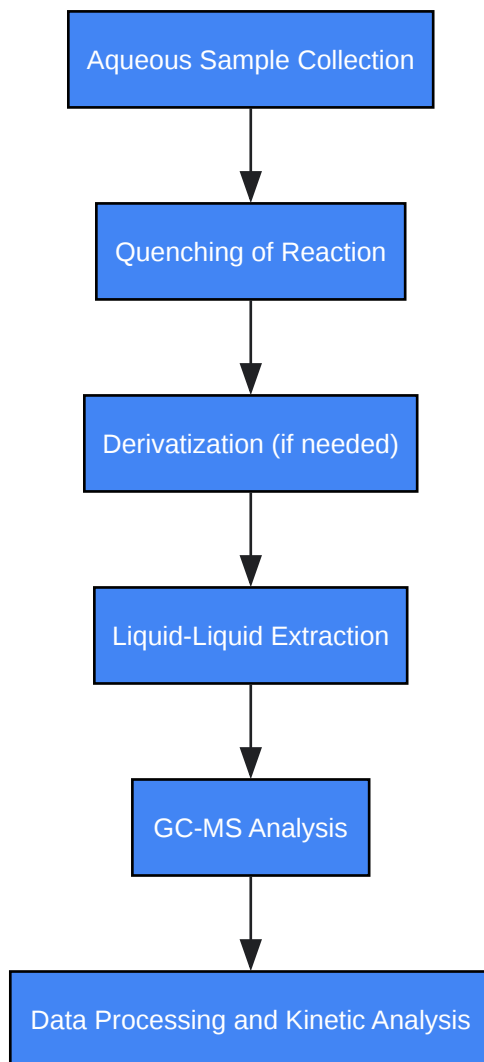 Aqueous Sample Collection
Quenching of Reaction
Derivatization (if needed)
Liquid-Liquid Extraction
GC-MS Analysis
Data Processing and Kinetic Analysis